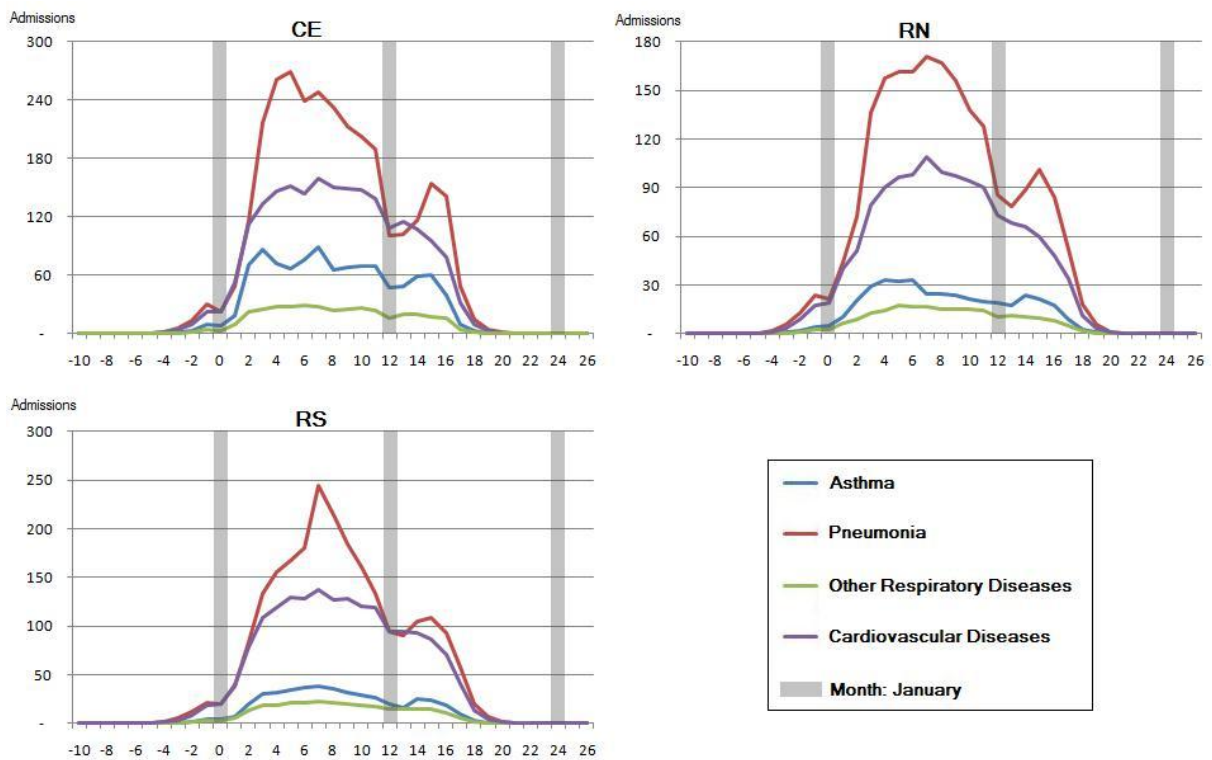 Admissions
CE
300
240
180
120
60
-
-10 -8 -6 -4 -2 0 2 4 6 8 10 12 14 16 18 20 22 24 26
Admissions
RN
180
150
120
90
60
30
-
-10 -8 -6 -4 -2 0 2 4 6 8 10 12 14 16 18 20 22 24 26
Admissions
RS
300
250
200
150
100
50
-
-10 -8 -6 -4 -2 0 2 4 6 8 10 12 14 16 18 20 22 24 26
Asthma
Pneumonia
Other Respiratory Diseases
Cardiovascular Diseases
Month: January